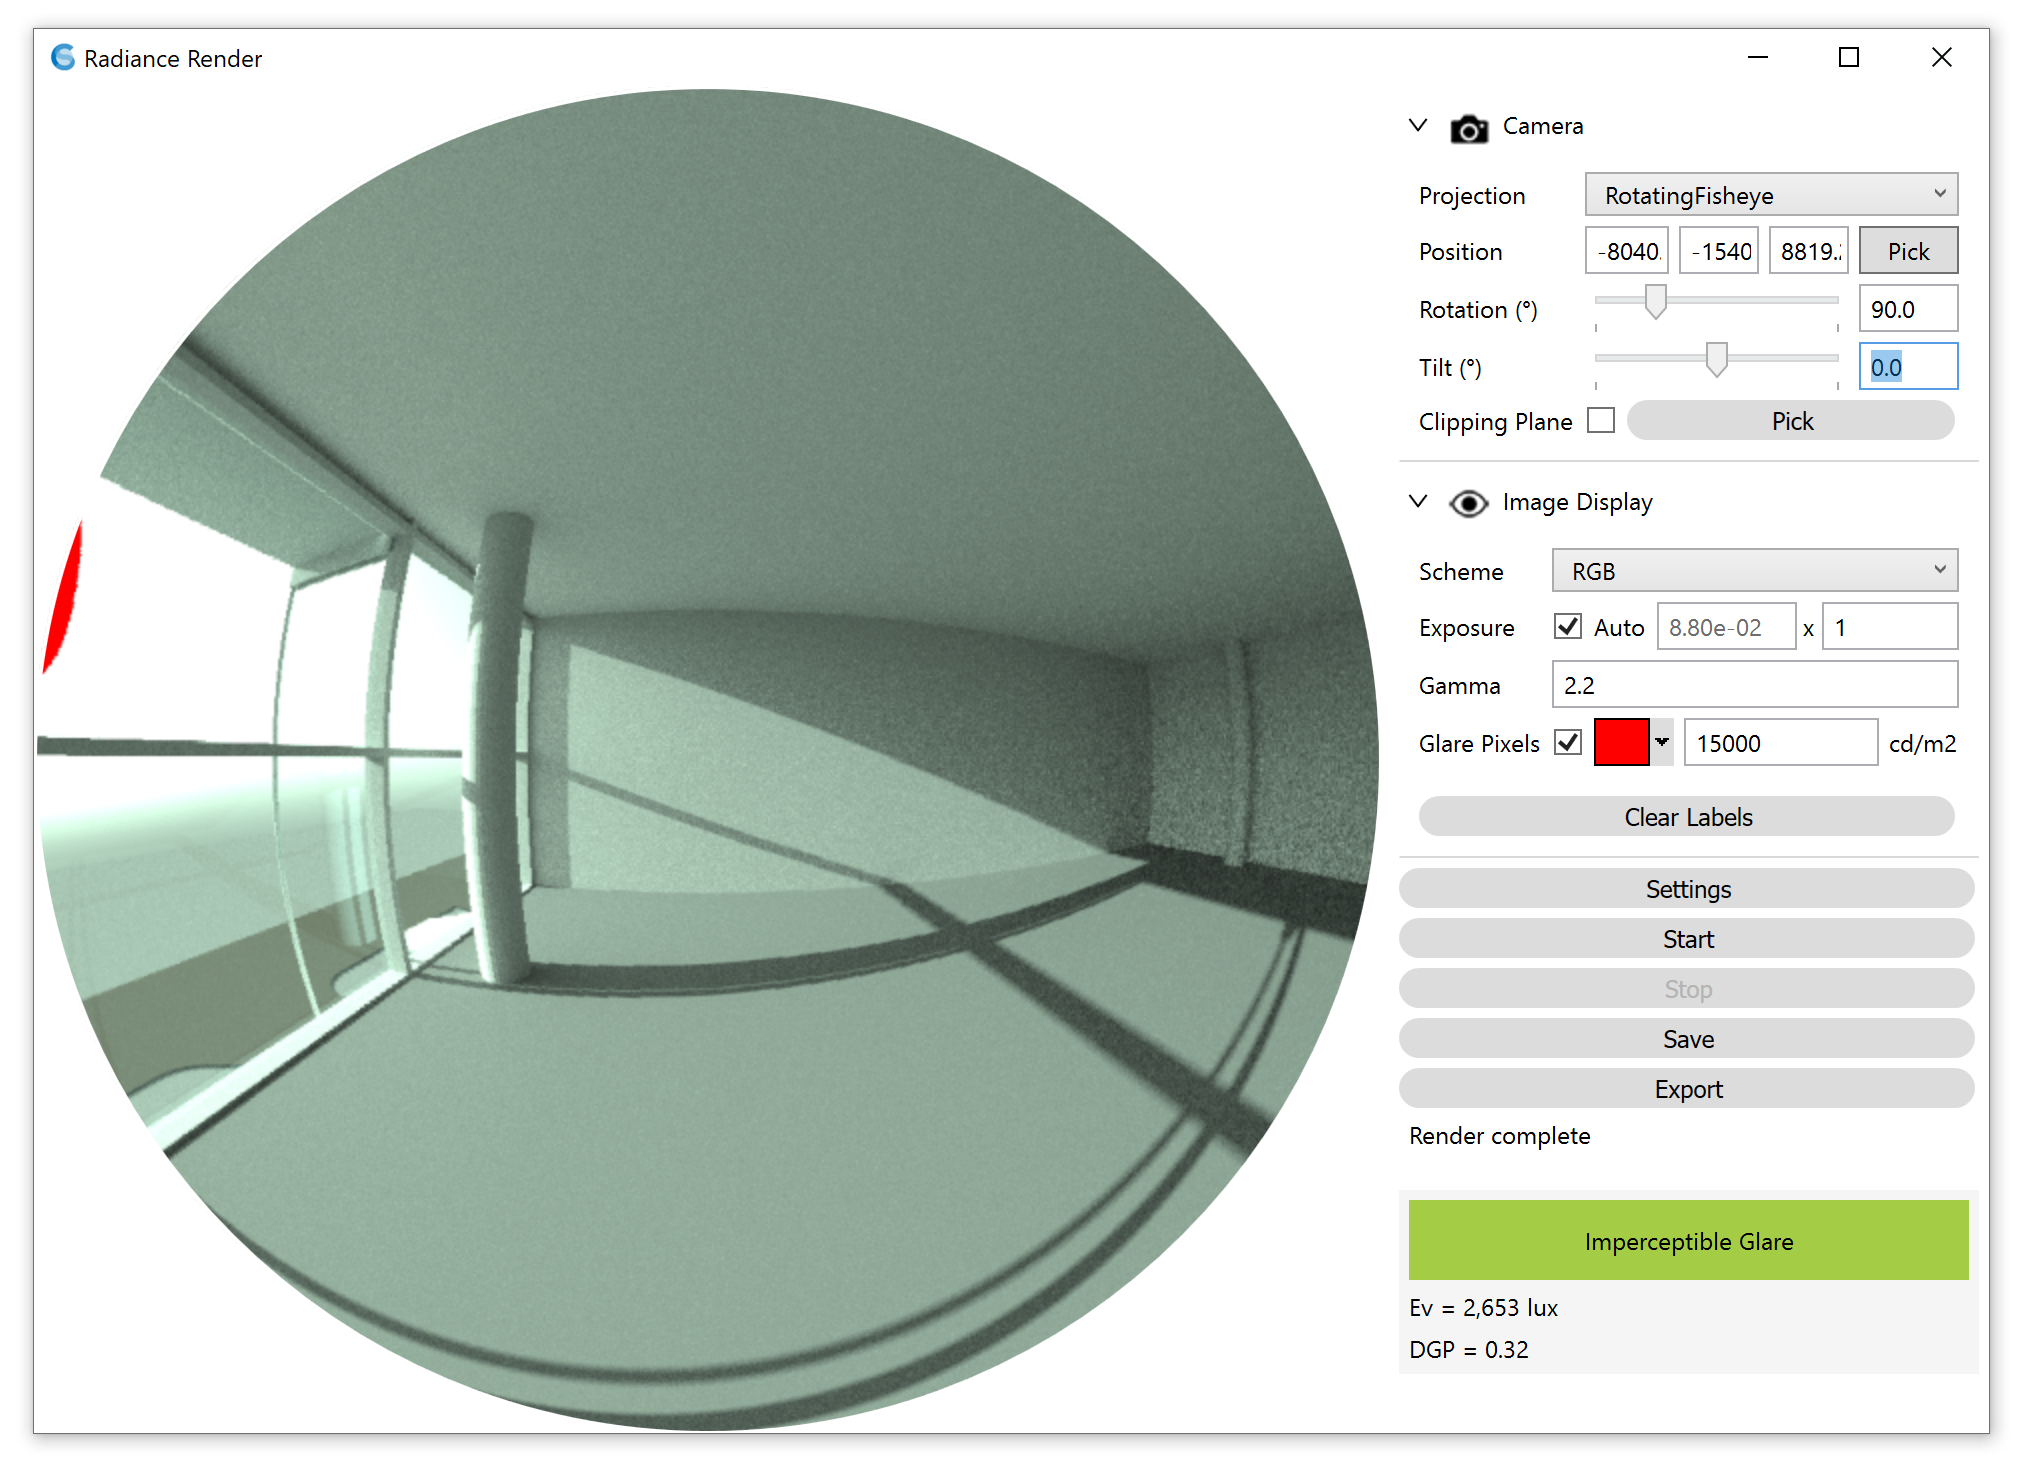 Radiance Render
Camera
Projection RotatingFisheye
Position -8040. -1540 8819. Pick
Rotation (°) 90.0
Tilt (°) 0.0
Clipping Plane Pick
Image Display
Scheme RGB
Exposure Auto 8.80e-02 x 1
Gamma 2.2
Glare Pixels 15000 cd/m2
Clear Labels
Settings
Start
Stop
Save
Export
Render complete
Imperceptible Glare
Ev = 2,653 lux
DGP = 0.32